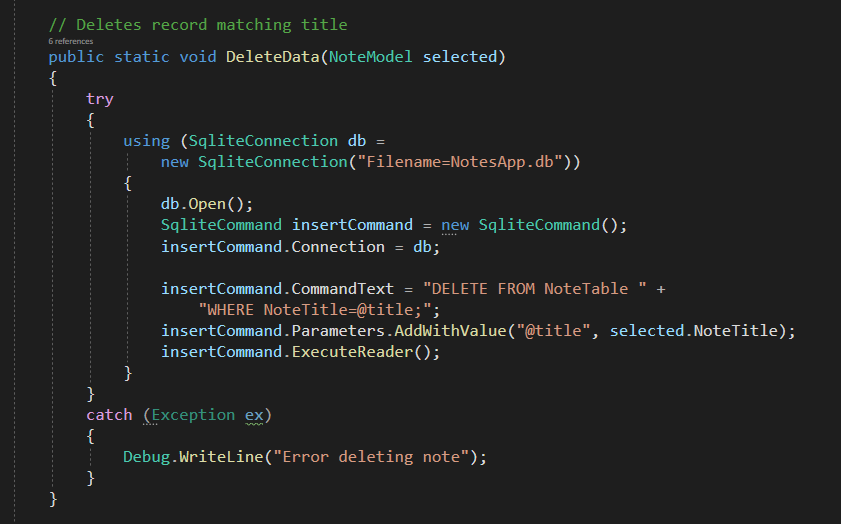 // Deletes record matching title
6 references
public static void DeleteData(NoteModel selected)
{
try
{
using (SqliteConnection db =
new SqliteConnection("Filename=NotesApp.db"))
{
db.Open();
SqliteCommand insertCommand = new SqliteCommand();
insertCommand.Connection = db;
insertCommand.CommandText = "DELETE FROM NoteTable " +
"WHERE NoteTitle=@title;";
insertCommand.Parameters.AddWithValue("@title", selected.NoteTitle);
insertCommand.ExecuteReader();
}
}
catch (Exception ex)
{
Debug.WriteLine("Error deleting note");
}
}